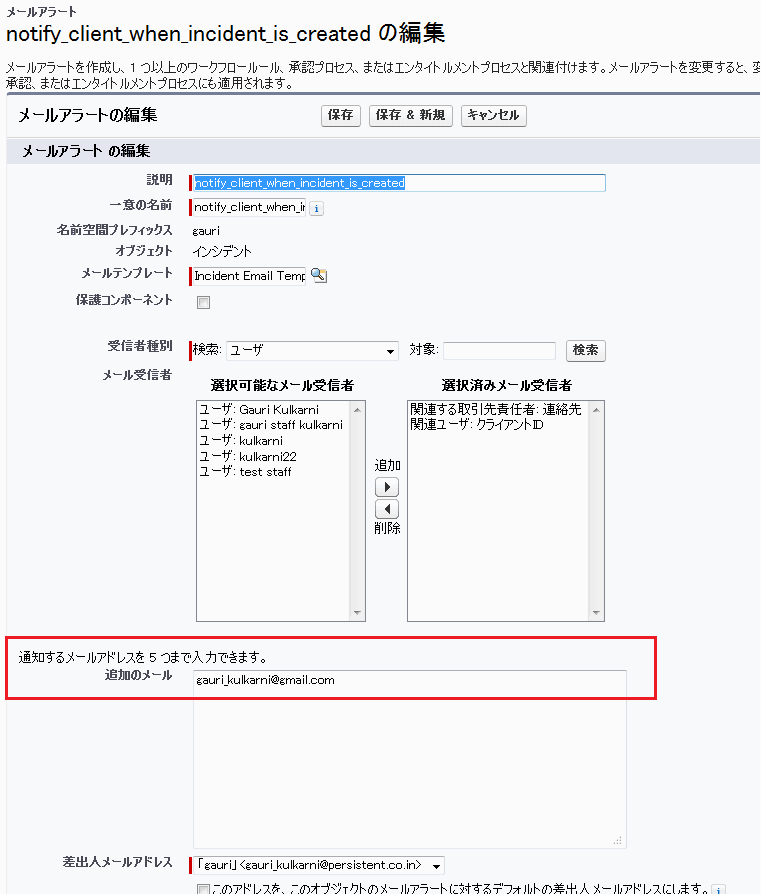 メールアラート
notify_client_when_incident_is_created の編集
メールアラートを作成し、1 つ以上のワークフロールール、承認プロセス、またはエンタイトルメントプロセスと関連付けます。メールアラートを変更すると、
承認、またはエンタイトルメントプロセスにも適用されます。
メールアラートの編集 保存 保存 & 新規 キャンセル
メールアラート の編集
説明 notify_client_when_incident_is_created
一意の名前 notify_client_when_in
名前空間プレフィックス gauri
オブジェクト インシデント
メールテンプレート Incident Email Temp
保護コンポーネント
受信者種別 検索: ユーザ 対象: 検索
メール受信者 選択可能なメール受信者 選択済みメール受信者
ユーザ: Gauri Kulkarni 関連する取引先責任者: 連絡先
ユーザ: gauri staff kulkarni 関連ユーザ: クライアントID
ユーザ: kulkarni
ユーザ: kulkarni22
ユーザ: test staff
追加
削除
通知するメールアドレスを 5 つまで入力できます。
追加のメール gauri_kulkarni@gmail.com
差出人メールアドレス 「gauri」<gauri_kulkarni@persistent.co.in>
このアドレスを、このオブジェクトのメールアラートに対するデフォルトの差出人メールアドレスにします。